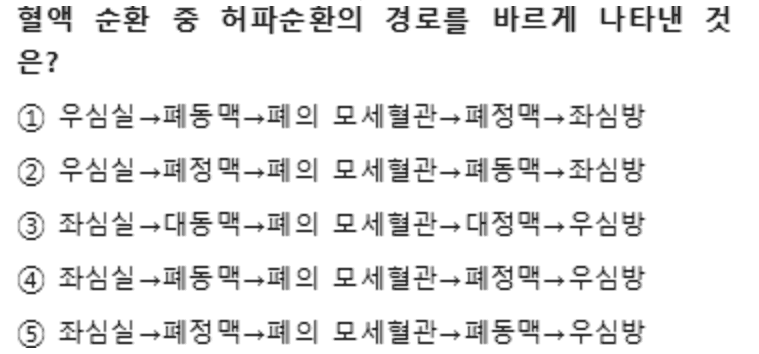 혈액 순환 중 허파순환의 경로를 바르게 나타낸 것
은?
① 우심실→폐동맥→폐의 모세혈관→폐정맥→좌심방
② 우심실→폐정맥→폐의 모세혈관→폐동맥→좌심방
③ 좌심실→대동맥→폐의 모세혈관→대정맥→우심방
④ 좌심실→폐동맥→폐의 모세혈관→폐정맥→우심방
⑤ 좌심실→폐정맥→폐의 모세혈관→폐동맥→우심방